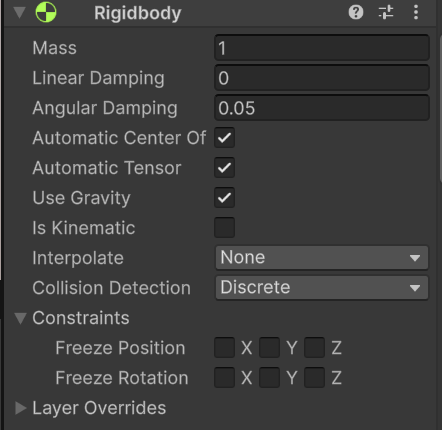 Rigidbody
Mass 1
Linear Damping 0
Angular Damping 0.05
Automatic Center Of
Automatic Tensor
Use Gravity
Is Kinematic
Interpolate None
Collision Detection Discrete
Constraints
Freeze Position X Y Z
Freeze Rotation X Y Z
Layer Overrides